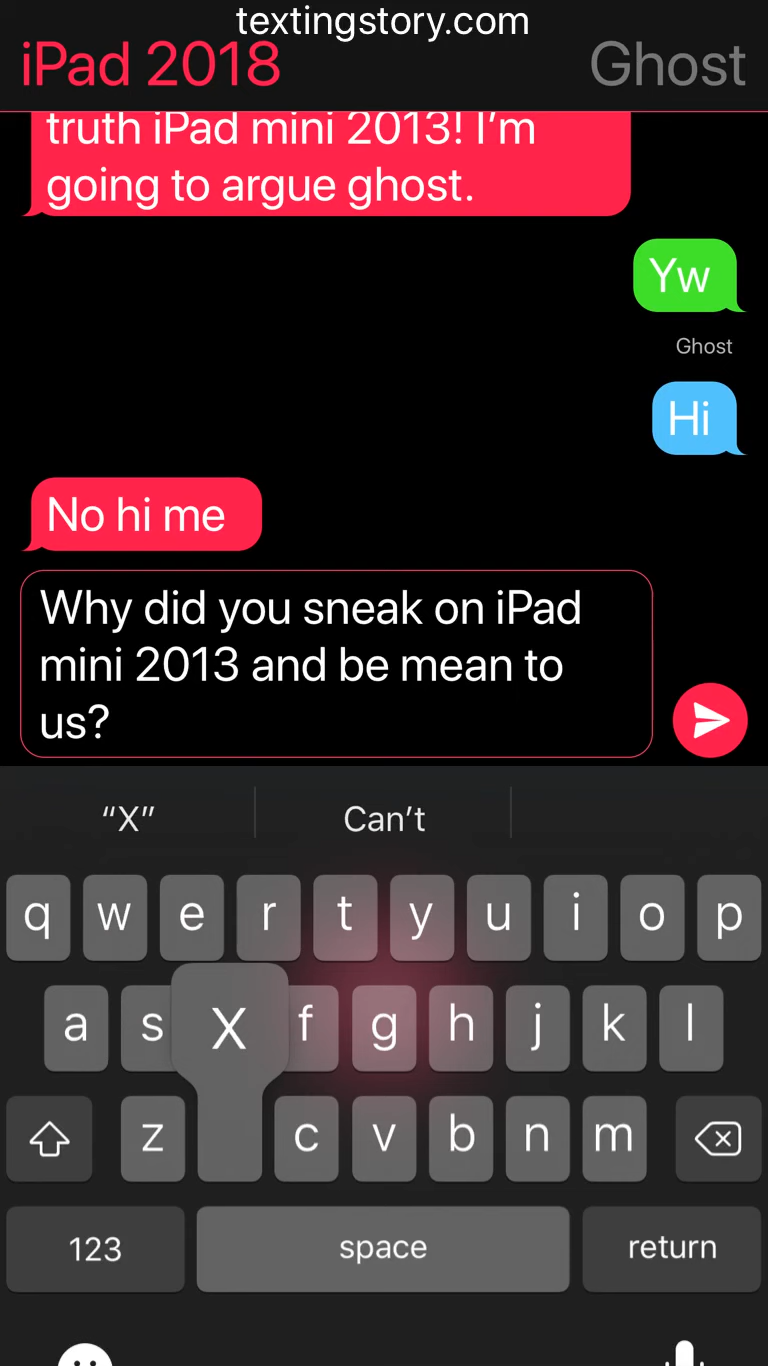 textingstory.com
iPad 2018
Ghost
truth iPad mini 2013! I’m
going to argue ghost.
Yw
Ghost
Hi
No hi me
Why did you sneak on iPad
mini 2013 and be mean to
us?
“X”
Can’t
q w e r t y u i o p
a s X f g h j k l
z c v b n m
123 space return